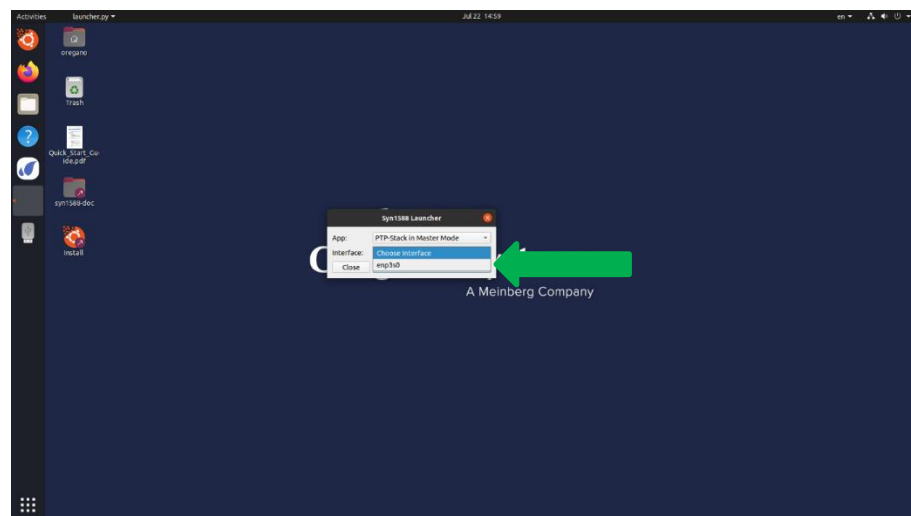 Activities launcher.py Jul 22 14:59 en
oregano
Trash
Quick_Start_Gu
ide.pdf
syn1588-doc
Install
Syn1588 Launcher
App: PTP-Stack in Master Mode
Interface: Choose Interface
enp3s0
Close
A Meinberg Company